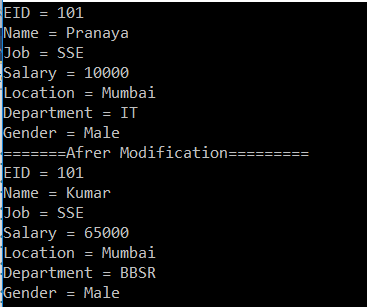 EID = 101
Name = Pranaya
Job = SSE
Salary = 10000
Location = Mumbai
Department = IT
Gender = Male
=======Afrer Modification=========
EID = 101
Name = Kumar
Job = SSE
Salary = 65000
Location = Mumbai
Department = BBSR
Gender = Male